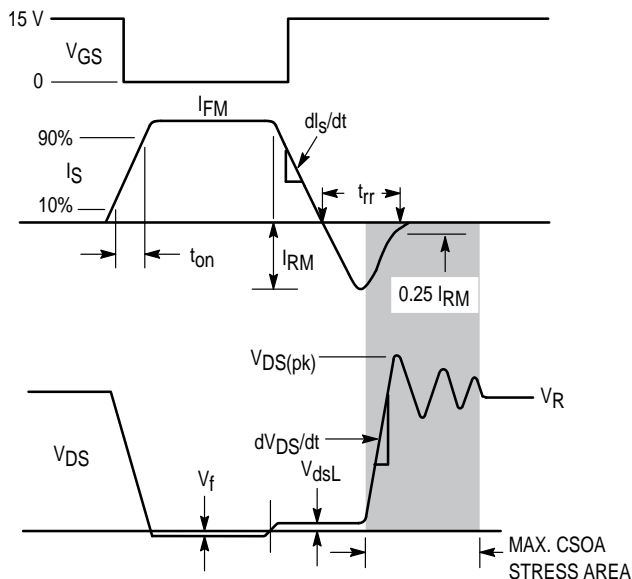 15 V
VGS
0
IFM
90%
dIs/dt
IS
trr
10%
ton
IRM
0.25 IRM
VDS(pk)
VR
dVDS/dt
VDS
Vf
VdsL
MAX. CSOA
STRESS AREA